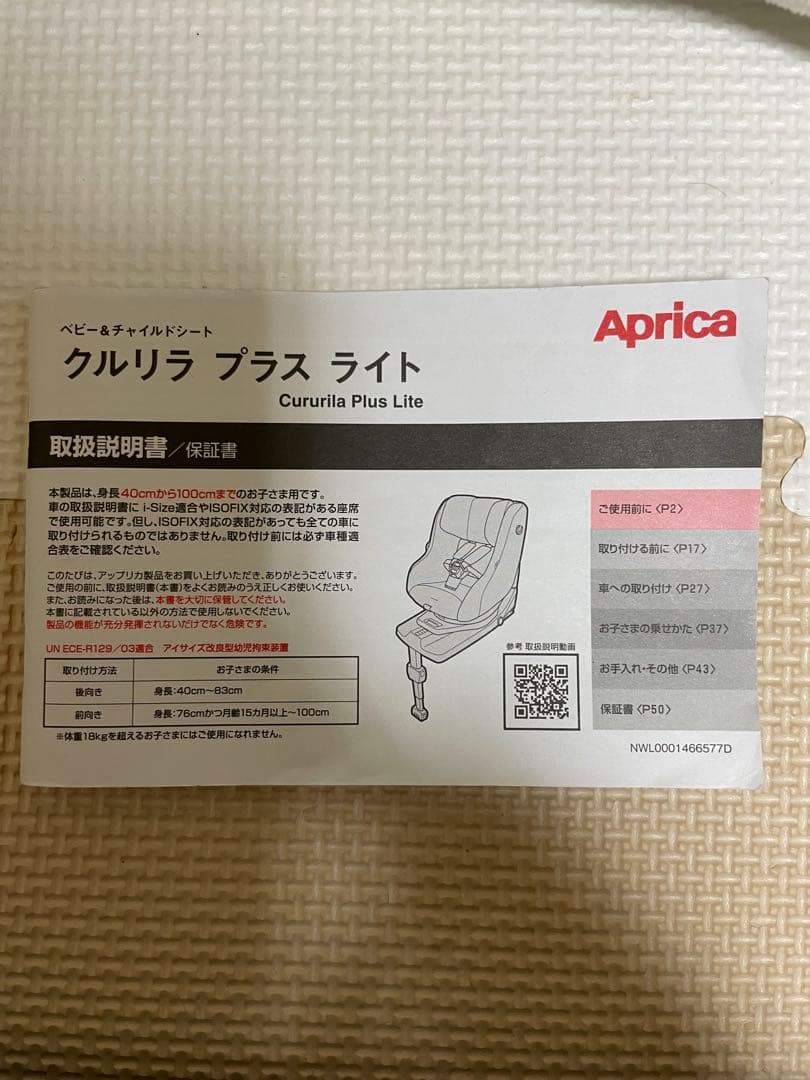 ベビー&チャイルドシート
クルリラ プラス ライト
Cururila Plus Lite
Aprica
取扱説明書/保証書
本製品は、身長40cmから100cmまでのお子さま用です。
車の取扱説明書に i-Size適合やISOFIX対応の表記がある座席
で使用可能です。但し、ISOFIX対応の表記があっても全ての車に
取り付けられるものではありません。取り付け前には必ず車種適
合表をご確認ください。
このたびは、アップリカ製品をお買い上げいただき、ありがとうございます。
ご使用の前に、取扱説明書(本書)をよくお読みのうえ正しくお使いください。
また、お読みになった後は、本書を大切に保管してください。
本書に記載されている以外の方法で使用しないでください。
製品の機能が充分発揮されないだけでなく危険です。
UN ECE-R129/03適合 アイサイズ改良型幼児拘束装置
取り付け方法 お子さまの条件
後向き 身長:40cm〜83cm
前向き 身長:76cmかつ月齢15カ月以上〜100cm
※体重18kgを超えるお子さまにはご使用になれません。
参考 取扱説明動画
ご使用前に〈P2〉
取り付ける前に〈P17〉
車への取り付け〈P27〉
お子さまの乗せかた〈P37〉
お手入れ・その他〈P43〉
保証書〈P50〉
NWL0001466577D